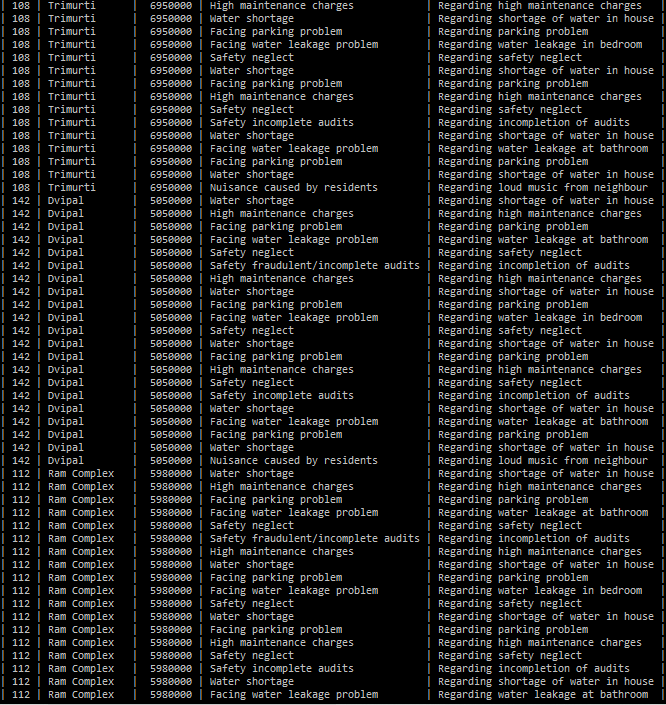 | 108 | Trimurti | 6950000 | High maintenance charges | Regarding high maintenance charges |
| 108 | Trimurti | 6950000 | Water shortage | Regarding shortage of water in house |
| 108 | Trimurti | 6950000 | Facing parking problem | Regarding parking problem |
| 108 | Trimurti | 6950000 | Facing water leakage problem | Regarding water leakage in bedroom |
| 108 | Trimurti | 6950000 | Safety neglect | Regarding safety neglect |
| 108 | Trimurti | 6950000 | Water shortage | Regarding shortage of water in house |
| 108 | Trimurti | 6950000 | Facing parking problem | Regarding parking problem |
| 108 | Trimurti | 6950000 | High maintenance charges | Regarding high maintenance charges |
| 108 | Trimurti | 6950000 | Safety neglect | Regarding safety neglect |
| 108 | Trimurti | 6950000 | Safety incomplete audits | Regarding incompletion of audits |
| 108 | Trimurti | 6950000 | Water shortage | Regarding shortage of water in house |
| 108 | Trimurti | 6950000 | Facing water leakage problem | Regarding water leakage at bathroom |
| 108 | Trimurti | 6950000 | Facing parking problem | Regarding parking problem |
| 108 | Trimurti | 6950000 | Water shortage | Regarding shortage of water in house |
| 108 | Trimurti | 6950000 | Nuisance caused by residents | Regarding loud music from neighbour |
| 142 | Dvipal | 5050000 | Water shortage | Regarding shortage of water in house |
| 142 | Dvipal | 5050000 | High maintenance charges | Regarding high maintenance charges |
| 142 | Dvipal | 5050000 | Facing parking problem | Regarding parking problem |
| 142 | Dvipal | 5050000 | Facing water leakage problem | Regarding water leakage at bathroom |
| 142 | Dvipal | 5050000 | Safety neglect | Regarding safety neglect |
| 142 | Dvipal | 5050000 | Safety fraudulent/incomplete audits | Regarding incompletion of audits |
| 142 | Dvipal | 5050000 | High maintenance charges | Regarding high maintenance charges |
| 142 | Dvipal | 5050000 | Water shortage | Regarding shortage of water in house |
| 142 | Dvipal | 5050000 | Facing parking problem | Regarding parking problem |
| 142 | Dvipal | 5050000 | Facing water leakage problem | Regarding water leakage in bedroom |
| 142 | Dvipal | 5050000 | Safety neglect | Regarding safety neglect |
| 142 | Dvipal | 5050000 | Water shortage | Regarding shortage of water in house |
| 142 | Dvipal | 5050000 | Facing parking problem | Regarding parking problem |
| 142 | Dvipal | 5050000 | High maintenance charges | Regarding high maintenance charges |
| 142 | Dvipal | 5050000 | Safety neglect | Regarding safety neglect |
| 142 | Dvipal | 5050000 | Safety incomplete audits | Regarding incompletion of audits |
| 142 | Dvipal | 5050000 | Water shortage | Regarding shortage of water in house |
| 142 | Dvipal | 5050000 | Facing water leakage problem | Regarding water leakage at bathroom |
| 142 | Dvipal | 5050000 | Facing parking problem | Regarding parking problem |
| 142 | Dvipal | 5050000 | Water shortage | Regarding shortage of water in house |
| 142 | Dvipal | 5050000 | Nuisance caused by residents | Regarding loud music from neighbour |
| 112 | Ram Complex | 5980000 | Water shortage | Regarding shortage of water in house |
| 112 | Ram Complex | 5980000 | High maintenance charges | Regarding high maintenance charges |
| 112 | Ram Complex | 5980000 | Facing parking problem | Regarding parking problem |
| 112 | Ram Complex | 5980000 | Facing water leakage problem | Regarding water leakage at bathroom |
| 112 | Ram Complex | 5980000 | Safety neglect | Regarding safety neglect |
| 112 | Ram Complex | 5980000 | Safety fraudulent/incomplete audits | Regarding incompletion of audits |
| 112 | Ram Complex | 5980000 | High maintenance charges | Regarding high maintenance charges |
| 112 | Ram Complex | 5980000 | Water shortage | Regarding shortage of water in house |
| 112 | Ram Complex | 5980000 | Facing parking problem | Regarding parking problem |
| 112 | Ram Complex | 5980000 | Facing water leakage problem | Regarding water leakage in bedroom |
| 112 | Ram Complex | 5980000 | Safety neglect | Regarding safety neglect |
| 112 | Ram Complex | 5980000 | Water shortage | Regarding shortage of water in house |
| 112 | Ram Complex | 5980000 | Facing parking problem | Regarding parking problem |
| 112 | Ram Complex | 5980000 | High maintenance charges | Regarding high maintenance charges |
| 112 | Ram Complex | 5980000 | Safety neglect | Regarding safety neglect |
| 112 | Ram Complex | 5980000 | Safety incomplete audits | Regarding incompletion of audits |
| 112 | Ram Complex | 5980000 | Water shortage | Regarding shortage of water in house |
| 112 | Ram Complex | 5980000 | Facing water leakage problem | Regarding water leakage at bathroom |